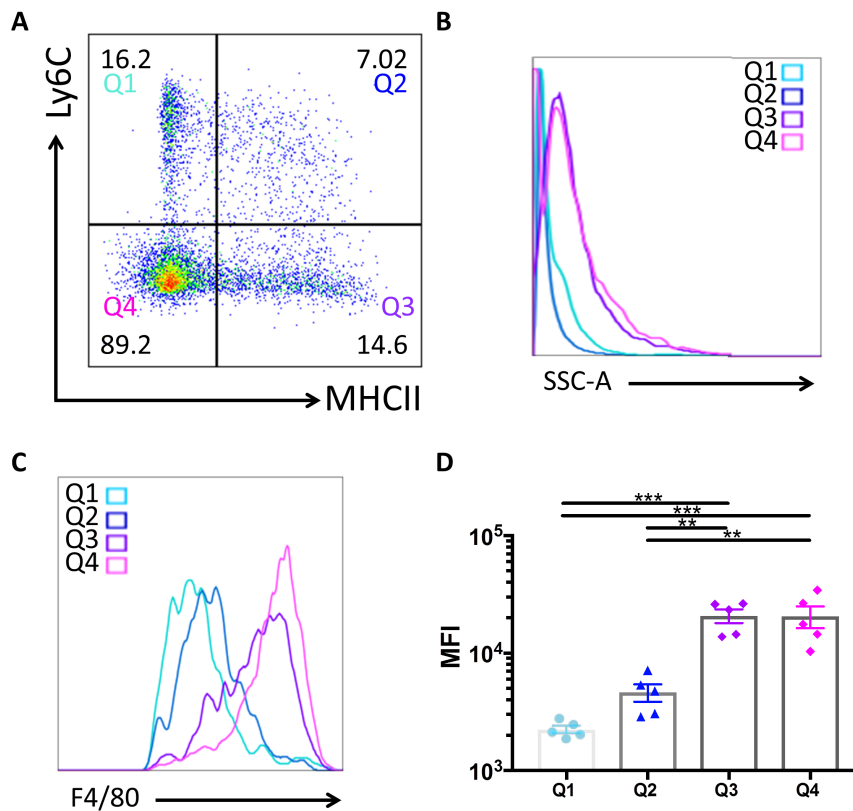 A
Ly6C
16.2
Q1
7.02
Q2
Q4
89.2
Q3
14.6
MHCII
B
Q1
Q2
Q3
Q4
SSC-A
C
Q1
Q2
Q3
Q4
F4/80
D
***
***
**
**
MFI
10^5
10^4
10^3
Q1 Q2 Q3 Q4